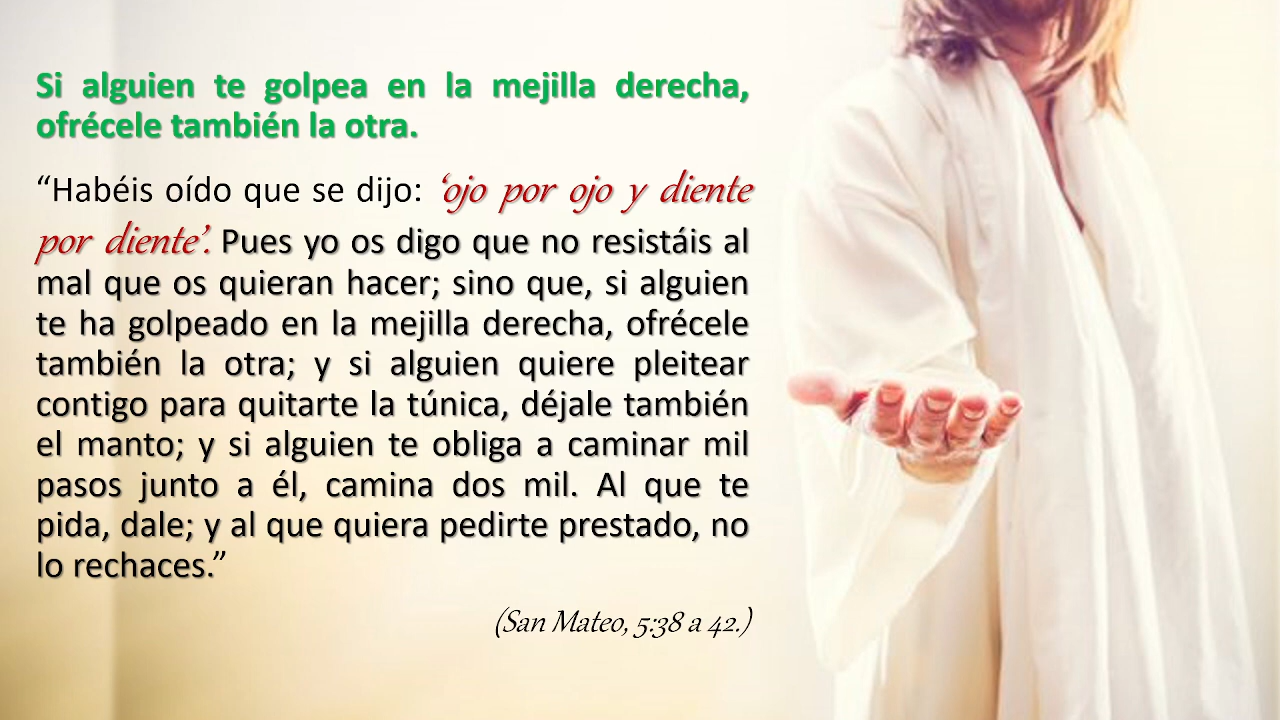 Si alguien te golpea en la mejilla derecha,
ofrécele también la otra.
“Habéis oído que se dijo: ‘ojo por ojo y diente
por diente’. Pues yo os digo que no resistáis al
mal que os quieran hacer; sino que, si alguien
te ha golpeado en la mejilla derecha, ofrécele
también la otra; y si alguien quiere pleitear
contigo para quitarte la túnica, déjale también
el manto; y si alguien te obliga a caminar mil
pasos junto a él, camina dos mil. Al que te
pida, dale; y al que quiera pedirte prestado, no
lo rechaces.”
(San Mateo, 5:38 a 42.)